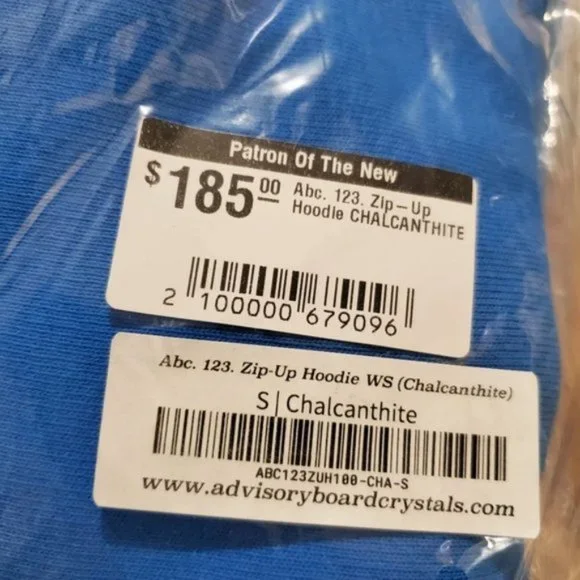 Patron Of The New
$185.00 Abc. 123. Zip-Up
Hoodie CHALCANTHITE
2 100000 679096
Abc. 123. Zip-Up Hoodie WS (Chalcanthite)
S | Chalcanthite
ABC123ZUH100-CHA-S
www.advisoryboardcrystals.com